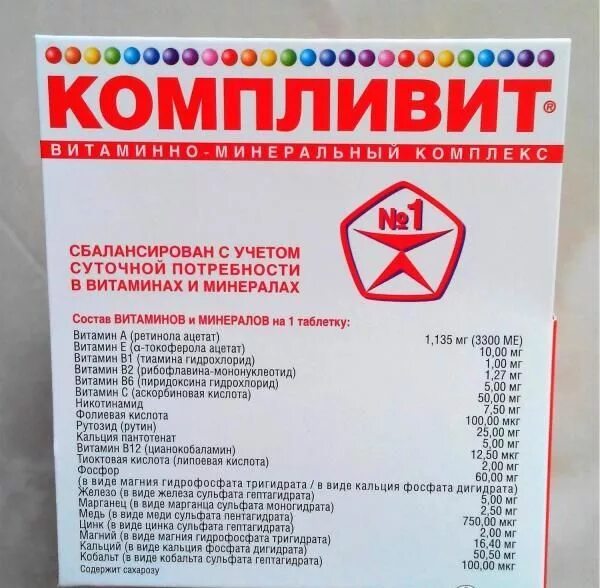 КОМПЛИВИТ®
ВИТАМИННО-МИНЕРАЛЬНЫЙ КОМПЛЕКС
№1
СБАЛАНСИРОВАН С УЧЕТОМ
СУТОЧНОЙ ПОТРЕБНОСТИ
В ВИТАМИНАХ И МИНЕРАЛАХ
Состав ВИТАМИНОВ и МИНЕРАЛОВ на 1 таблетку:
Витамин А (ретинола ацетат) 1,135 мг (3300 МЕ)
Витамин Е (α-токоферола ацетат) 10,00 мг
Витамин В1 (тиамина гидрохлорид) 1,00 мг
Витамин В2 (рибофлавина-мононуклеотид) 1,27 мг
Витамин В6 (пиридоксина гидрохлорид) 5,00 мг
Витамин С (аскорбиновая кислота) 50,00 мг
Никотинамид 7,50 мг
Фолиевая кислота 100,00 мкг
Рутозид (рутин) 25,00 мг
Кальция пантотенат 5,00 мг
Витамин В12 (цианокобаламин) 12,50 мкг
Тиоктовая кислота (липоевая кислота) 2,00 мг
Фосфор 60,00 мг
(в виде магния гидрофосфата тригидрата / в виде кальция фосфата дигидрата)
Железо (в виде железа сульфата гептагидрата) 5,00 мг
Марганец (в виде марганца сульфата моногидрата) 2,50 мг
Медь (в виде меди сульфата пентагидрата) 750,00 мкг
Цинк (в виде цинка сульфата гептагидрата) 2,00 мг
Магний (в виде магния гидрофосфата тригидрата) 16,40 мг
Кальций (в виде кальция фосфата дигидрата) 50,50 мг
Кобальт (в виде кобальта сульфата гептагидрата) 100,00 мкг
Содержит сахарозу